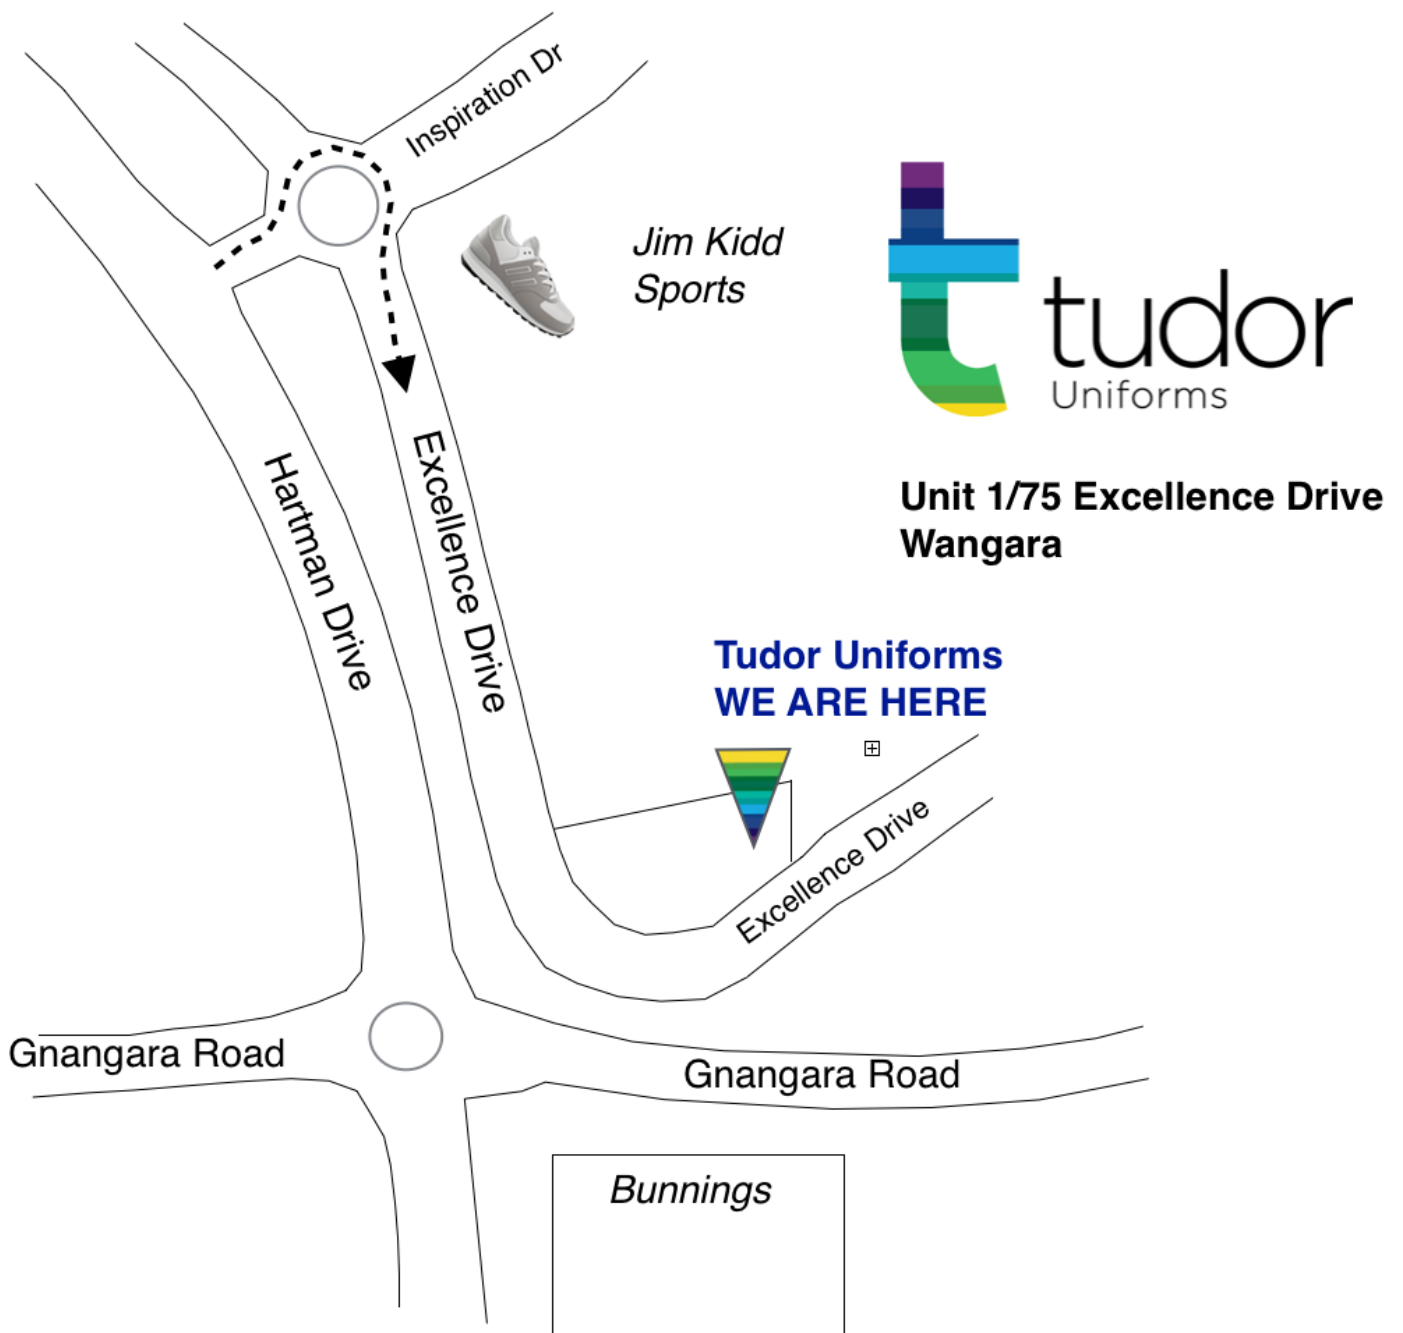 Inspiration Dr
Jim Kidd
Sports
tudor
Uniforms
Unit 1/75 Excellence Drive
Wangara
Hartman Drive
Excellence Drive
Tudor Uniforms
WE ARE HERE
Excellence Drive
Gnangara Road
Gnangara Road
Bunnings